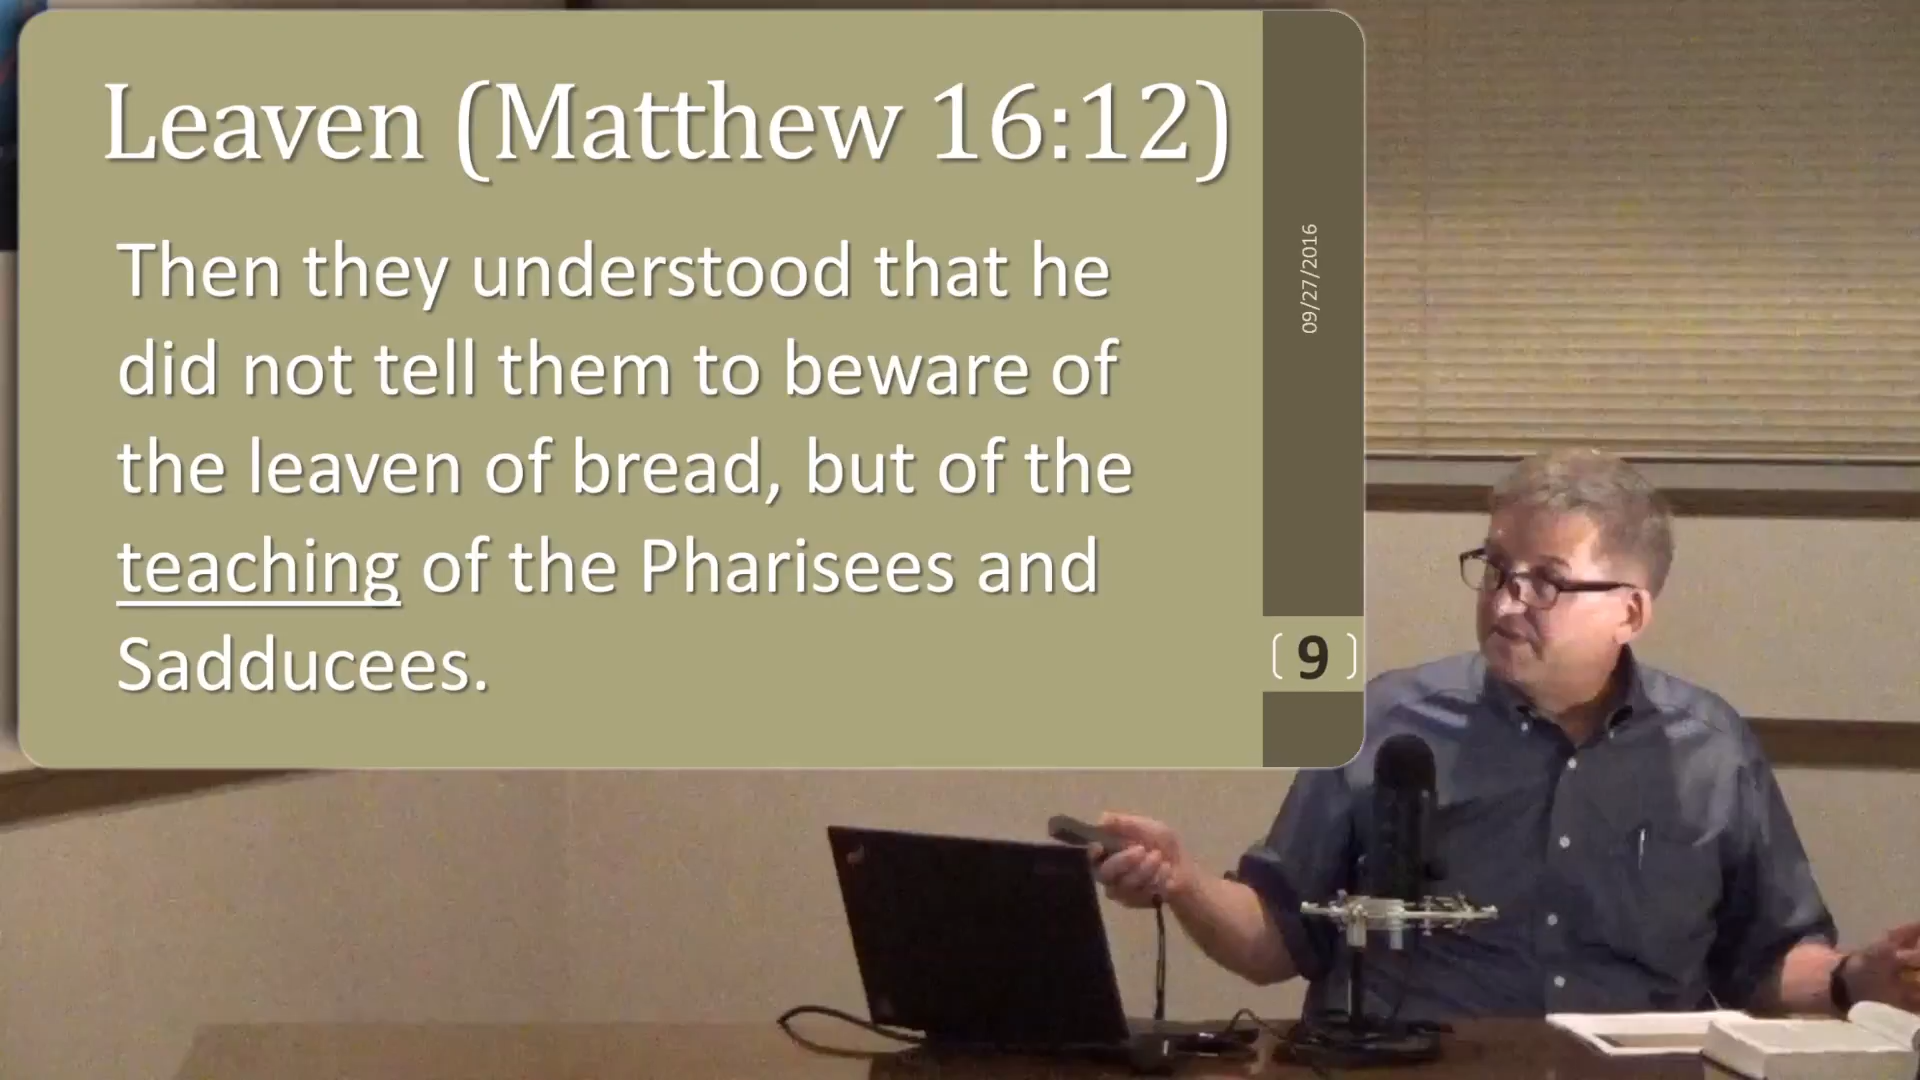 Leaven (Matthew 16:12)
Then they understood that he
did not tell them to beware of
the leaven of bread, but of the
teaching of the Pharisees and
Sadducees.
09/27/2016
9